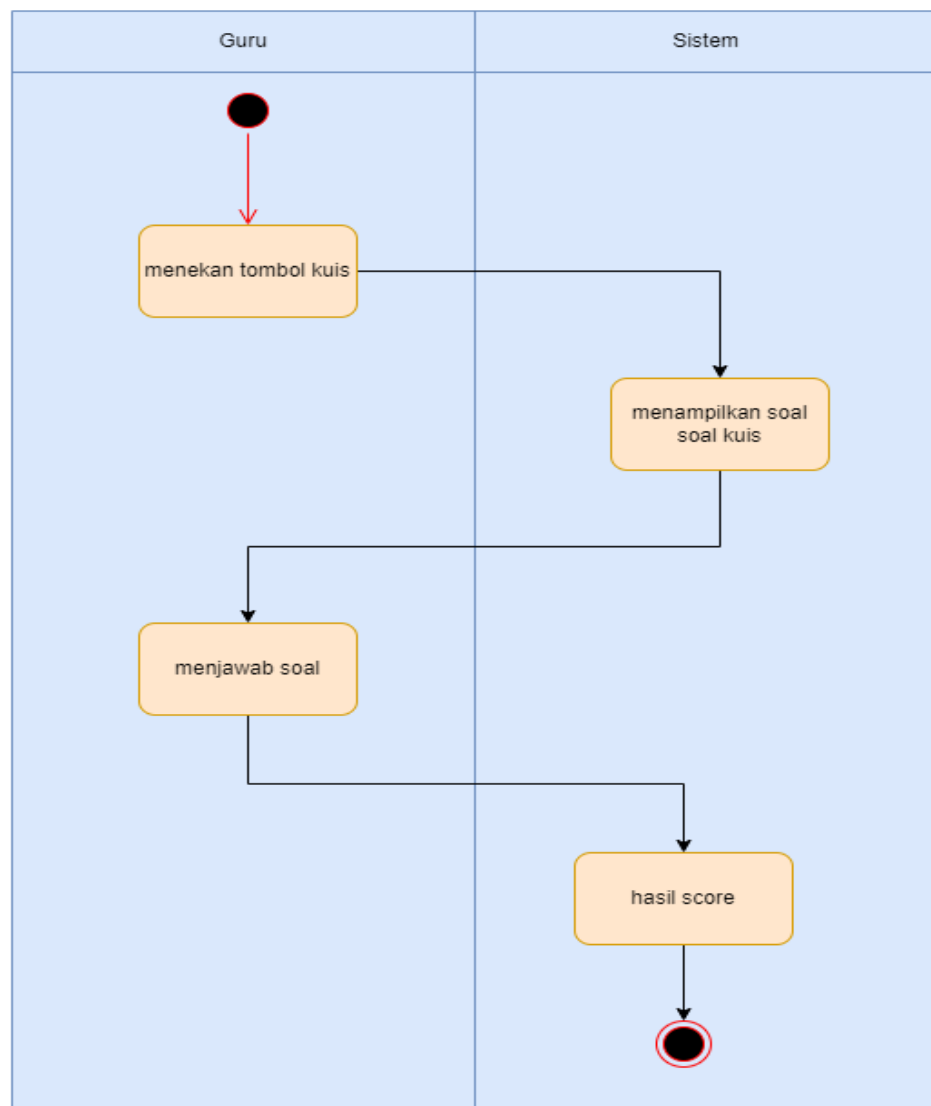 Guru
Sistem
menekan tombol kuis
menampilkan soal
soal kuis
menjawab soal
hasil score